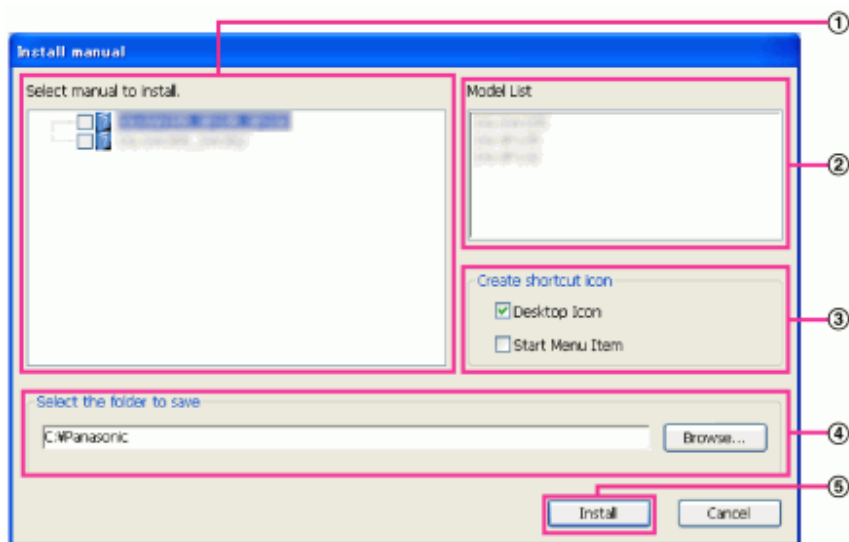 ①
Install manual
Select manual to install.
Model List
②
Create shortcut icon
Desktop Icon
③
Start Menu Item
Select the folder to save
C:¥Panasonic
Browse...
④
⑤
Install
Cancel